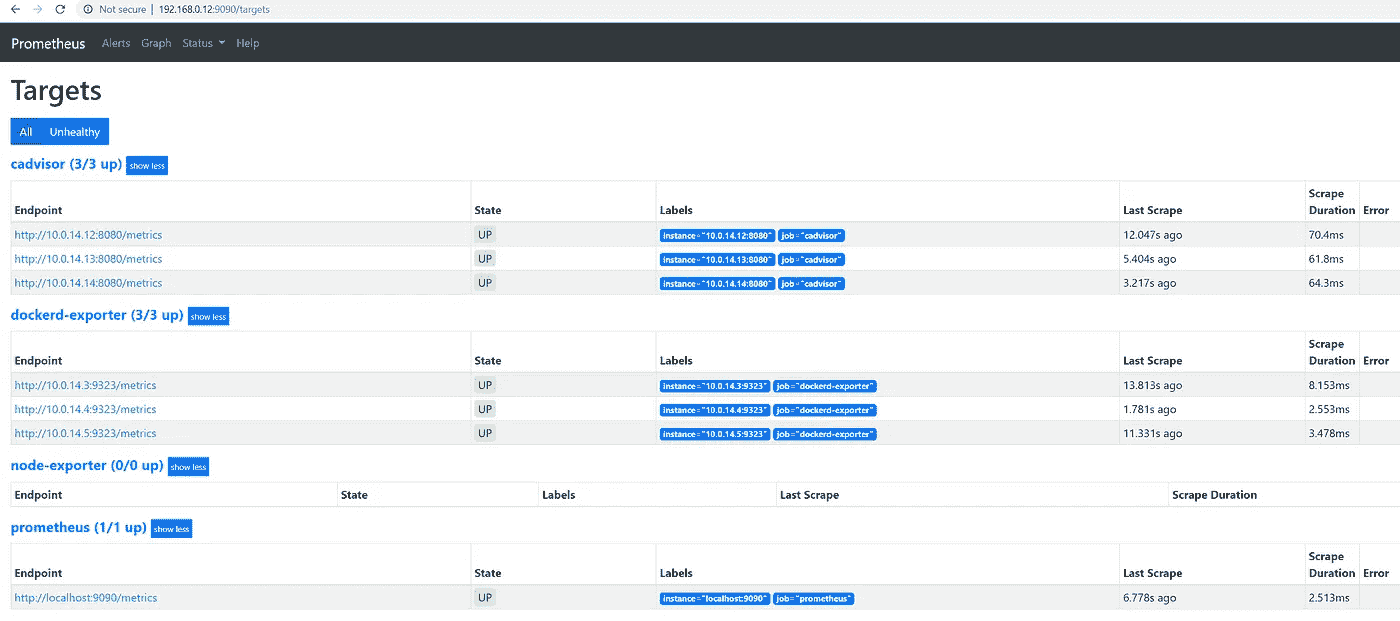 Not secure | 192.168.0.12:9090/targets
Prometheus Alerts Graph Status Help
Targets
All Unhealthy
cadvisor (3/3 up) show less
Endpoint State Labels Last Scrape Scrape Duration Error
http://10.0.14.12:8080/metrics UP instance="10.0.14.12:8080" job="cadvisor" 12.047s ago 70.4ms
http://10.0.14.13:8080/metrics UP instance="10.0.14.13:8080" job="cadvisor" 5.404s ago 61.8ms
http://10.0.14.14:8080/metrics UP instance="10.0.14.14:8080" job="cadvisor" 3.217s ago 64.3ms
dockerd-exporter (3/3 up) show less
Endpoint State Labels Last Scrape Scrape Duration Error
http://10.0.14.3:9323/metrics UP instance="10.0.14.3:9323" job="dockerd-exporter" 13.813s ago 8.153ms
http://10.0.14.4:9323/metrics UP instance="10.0.14.4:9323" job="dockerd-exporter" 1.781s ago 2.553ms
http://10.0.14.5:9323/metrics UP instance="10.0.14.5:9323" job="dockerd-exporter" 11.331s ago 3.478ms
node-exporter (0/0 up) show less
Endpoint State Labels Last Scrape Scrape Duration
prometheus (1/1 up) show less
Endpoint State Labels Last Scrape Scrape Duration Error
http://localhost:9090/metrics UP instance="localhost:9090" job="prometheus" 6.778s ago 2.513ms